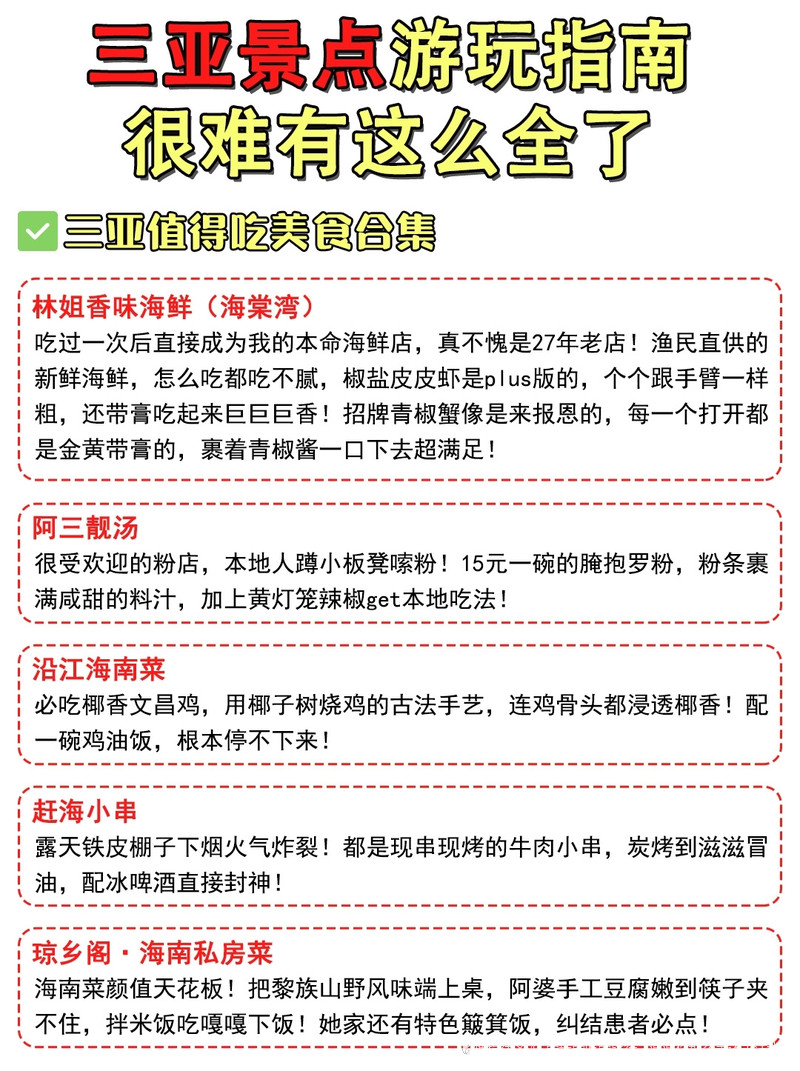 三亚景点游玩指南
很难有这么全了
三亚值得吃美食合集
林姐香味海鲜（海棠湾）
吃过一次后直接成为我的本命海鲜店，真不愧是27年老店！渔民直供的
新鲜海鲜，怎么吃都吃不腻，椒盐皮皮虾是plus版的，个个跟手臂一样
粗，还带膏吃起来巨巨巨香！招牌青椒蟹像是来报恩的，每一个打开都
是金黄带膏的，裹着青椒酱一口下去超满足！
阿三靓汤
很受欢迎的粉店，本地人蹲小板凳嗦粉！15元一碗的腌抱罗粉，粉条裹
满咸甜的料汁，加上黄灯笼辣椒get本地吃法！
沿江海南菜
必吃椰香文昌鸡，用椰子树烧鸡的古法手艺，连鸡骨头都浸透椰香！配
一碗鸡油饭，根本停不下来！
赶海小串
露天铁皮棚子下烟火气炸裂！都是现串现烤的牛肉小串，炭烤到滋滋冒
油，配冰啤酒直接封神！
琼乡阁·海南私房菜
海南菜颜值天花板！把黎族山野风味端上桌，阿婆手工豆腐嫩到筷子夹
不住，拌米饭吃嘎嘎下饭！她家还有特色簸箕饭，纠结患者必点！